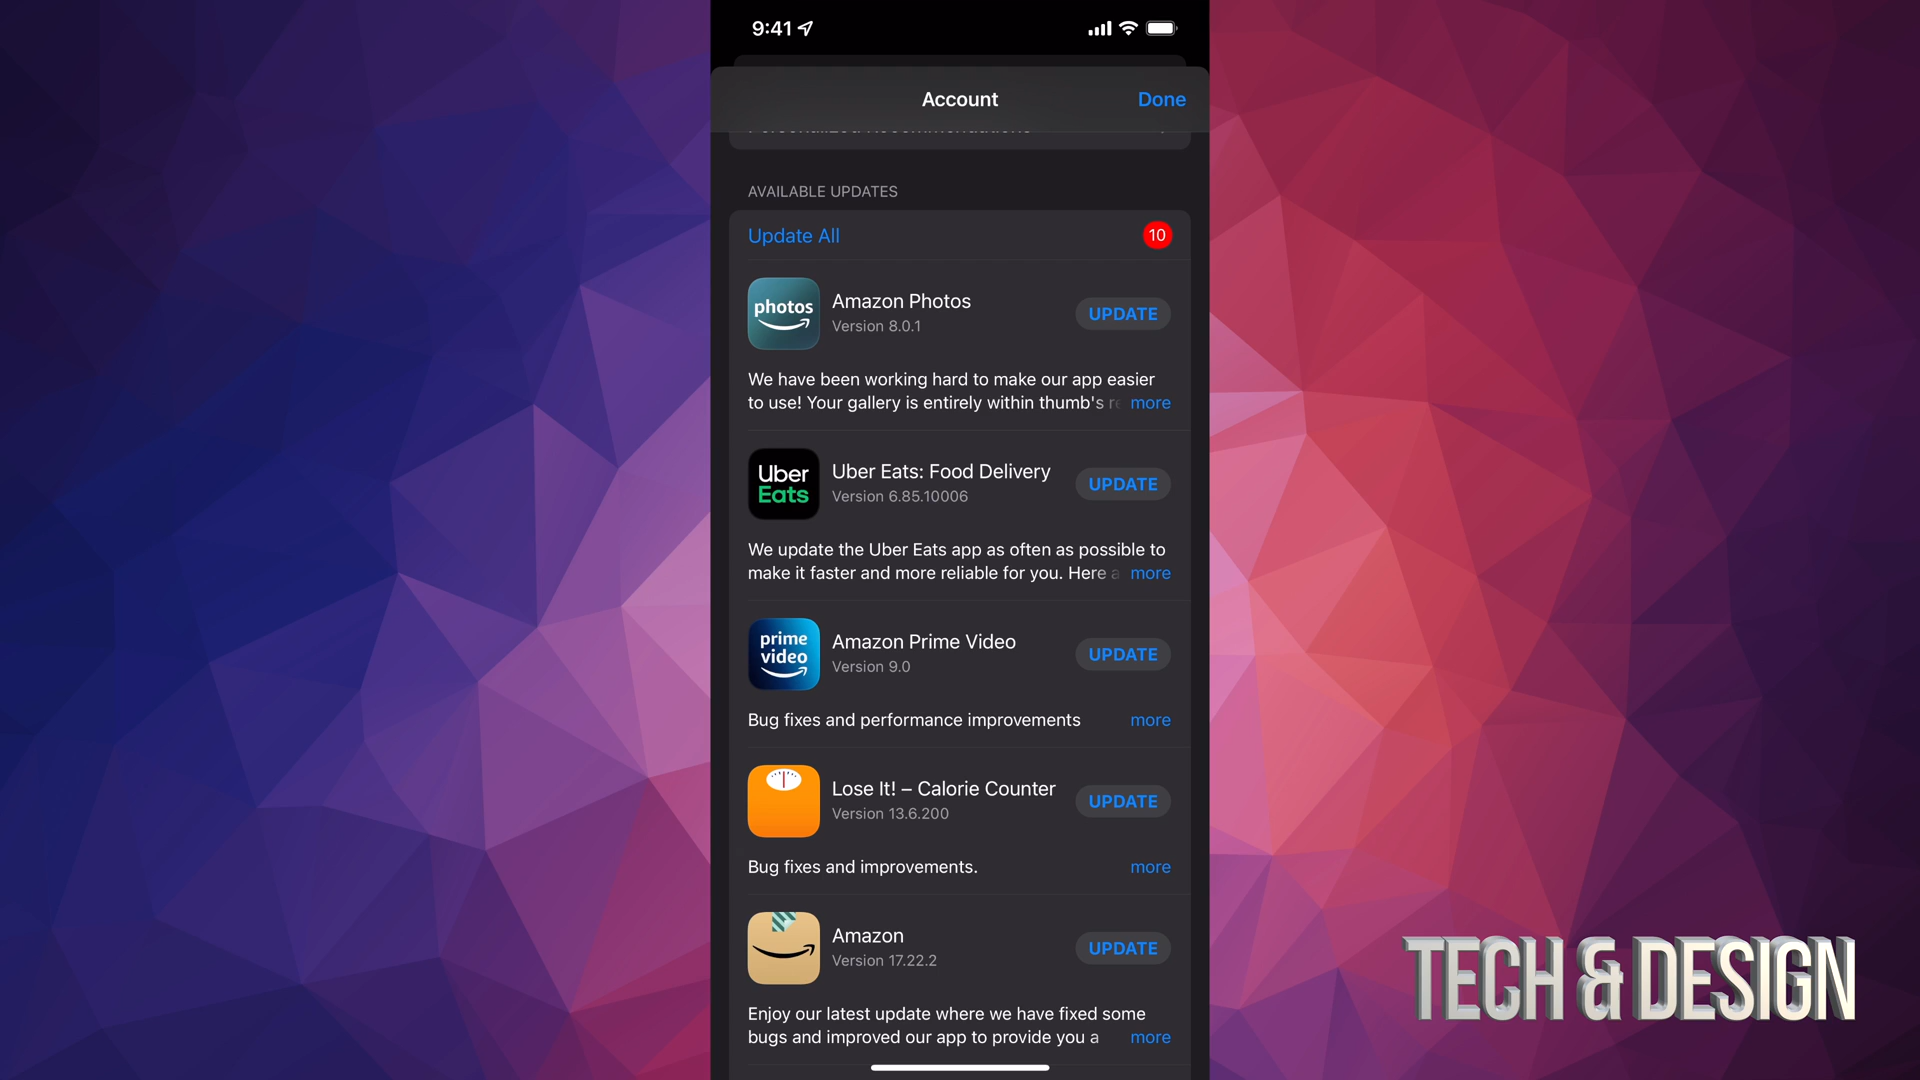 9:41
Account
Done
AVAILABLE UPDATES
Update All
10
photos
Amazon Photos
Version 8.0.1
UPDATE
We have been working hard to make our app easier
to use! Your gallery is entirely within thumb's
more
Uber
Eats
Uber Eats: Food Delivery
Version 6.85.10006
UPDATE
We update the Uber Eats app as often as possible to
make it faster and more reliable for you. Here
more
prime
video
Amazon Prime Video
Version 9.0
UPDATE
Bug fixes and performance improvements
more
Lose It! – Calorie Counter
Version 13.6.200
UPDATE
Bug fixes and improvements.
more
Amazon
Version 17.22.2
UPDATE
Enjoy our latest update where we have fixed some
bugs and improved our app to provide you a
more
TECH & DESIGN